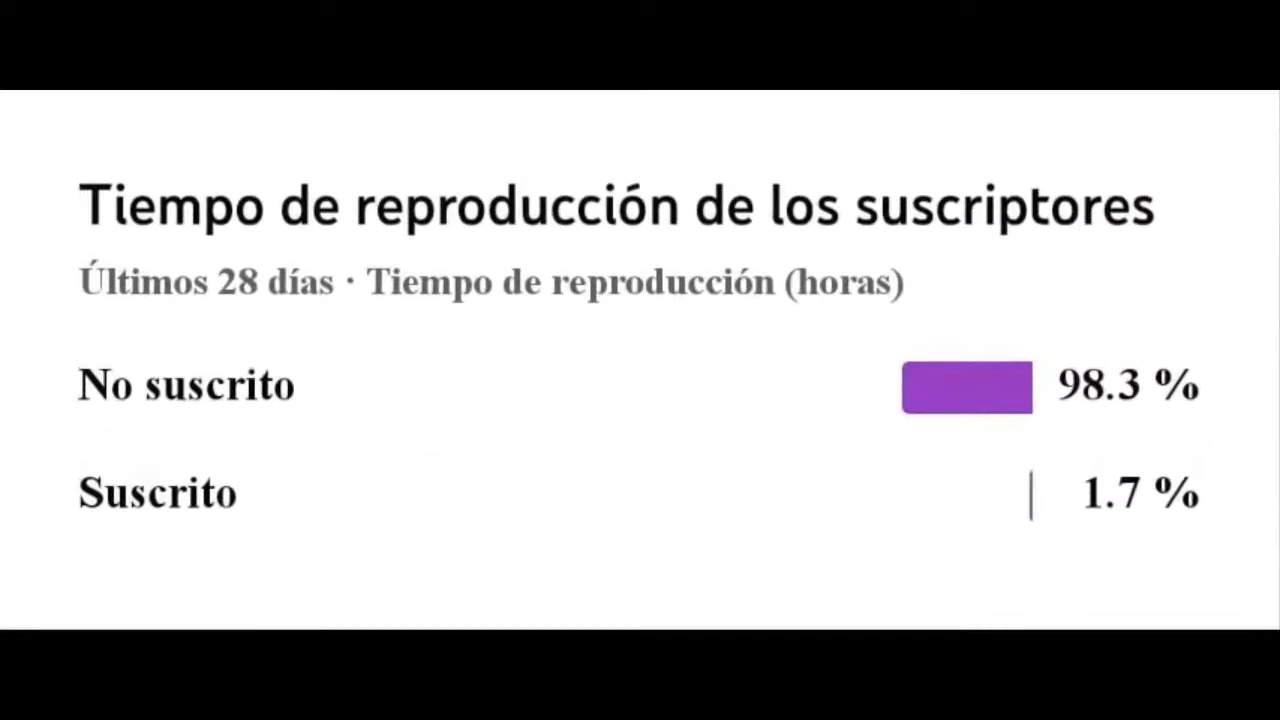 Tiempo de reproducción de los suscriptores
Últimos 28 días · Tiempo de reproducción (horas)
No suscrito 98.3 %
Suscrito 1.7 %